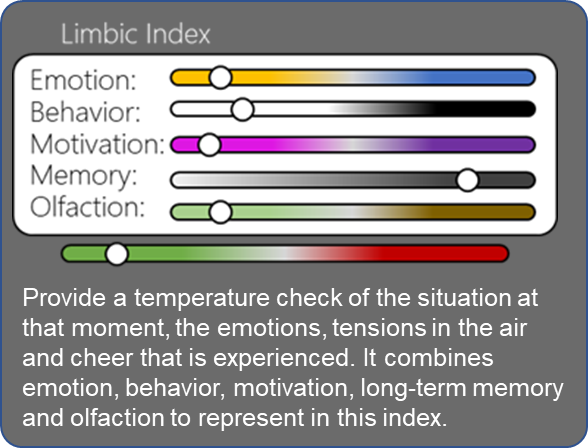 Limbic Index
Emotion:
Behavior:
Motivation:
Memory:
Olfaction:
Provide a temperature check of the situation at
that moment, the emotions, tensions in the air
and cheer that is experienced. It combines
emotion, behavior, motivation, long-term memory
and olfaction to represent in this index.